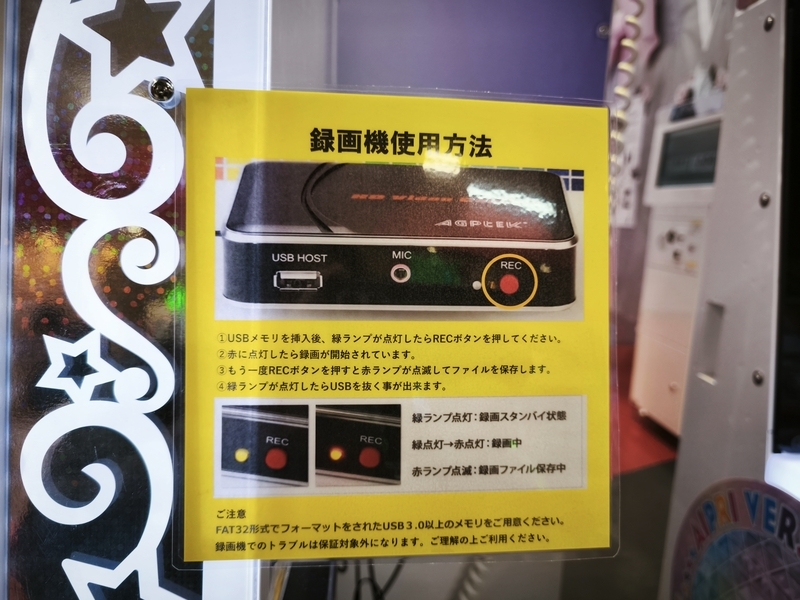 録画機使用方法
HD Video
AGPTEK
USB HOST
MIC
REC
①USBメモリを挿入後、緑ランプが点灯したらRECボタンを押してください。
②赤に点灯したら録画が開始されています。
③もう一度RECボタンを押すと赤ランプが点滅してファイルを保存します。
④緑ランプが点灯したらUSBを抜く事が出来ます。
REC
REC
緑ランプ点灯：録画スタンバイ状態
緑点灯→赤点灯：録画中
赤ランプ点滅：録画ファイル保存中
ご注意
FAT32形式でフォーマットをされたUSB3.0以上のメモリをご用意ください。
録画機でのトラブルは保証対象外になります。ご理解の上ご利用ください。